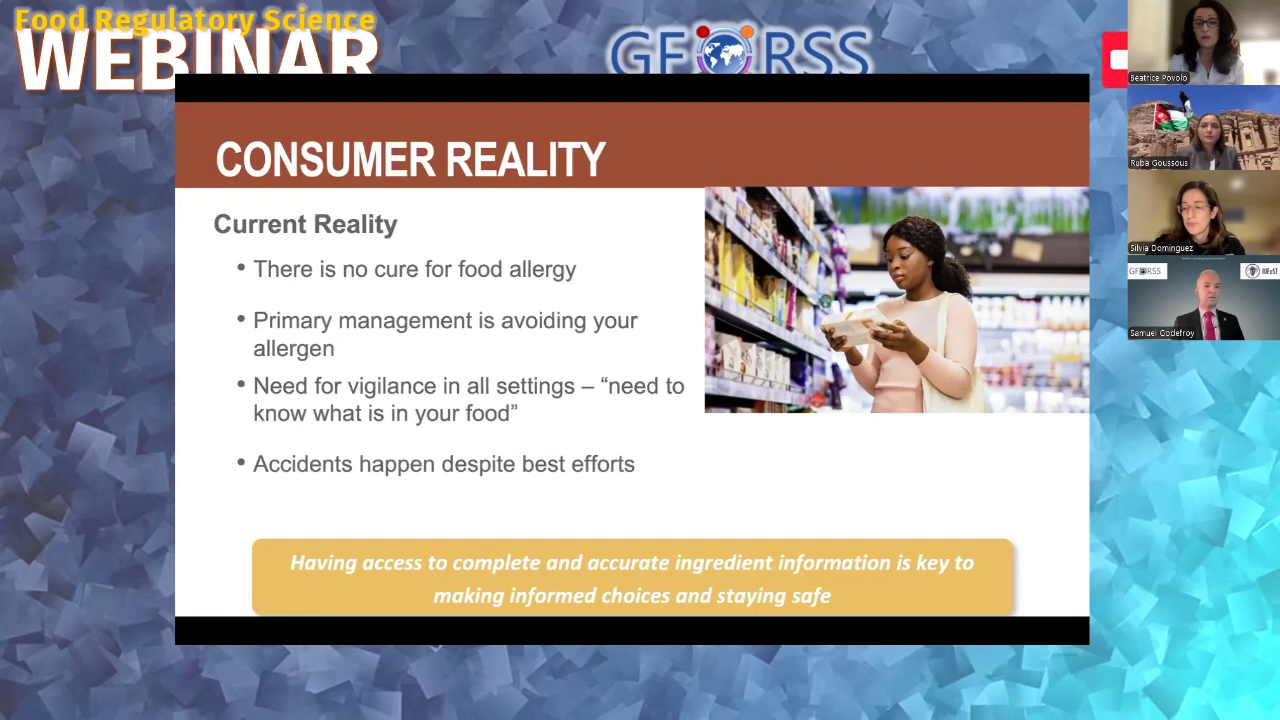 Food Regulatory Science
WEBINAR
GFORSS
CONSUMER REALITY
Current Reality
• There is no cure for food allergy
• Primary management is avoiding your
allergen
• Need for vigilance in all settings – “need to
know what is in your food”
• Accidents happen despite best efforts
Having access to complete and accurate ingredient information is key to
making informed choices and staying safe
Beatrice Povolo
Ruba Goussous
Silvia Dominguez
GFORSS
IUFoST
Samuel Godefroy